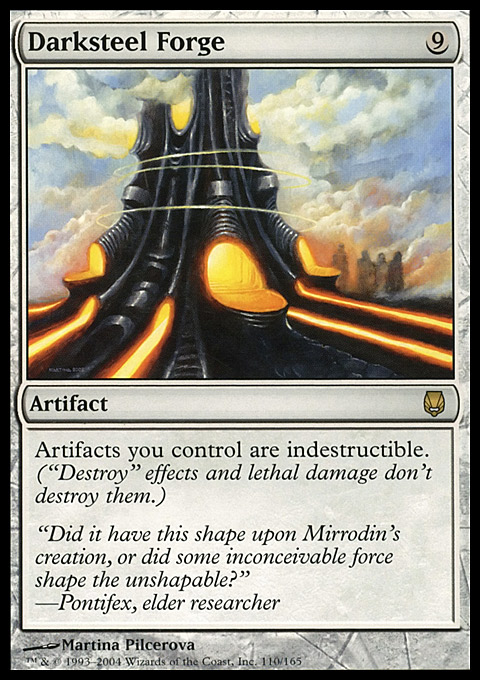 Darksteel Forge 9
Artifact
Artifacts you control are indestructible.
(“Destroy” effects and lethal damage don’t
destroy them.)
“Did it have this shape upon Mirrodin’s
creation, or did some inconceivable force
shape the unshapable?”
—Pontifex, elder researcher
Martina Pilcerova
™ & © 1993–2004 Wizards of the Coast, Inc. 110/165